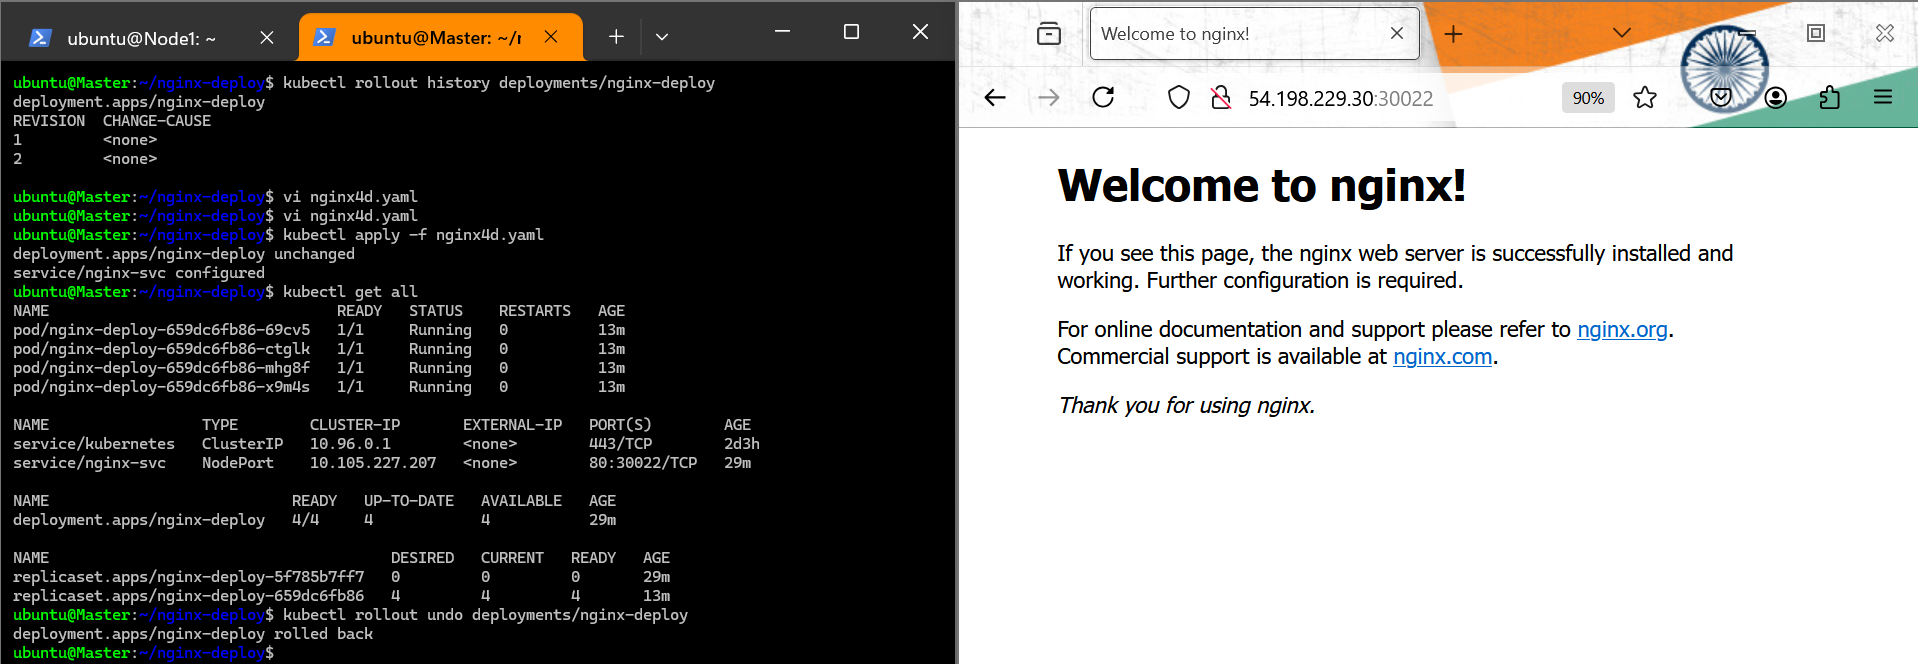 ubuntu@Node1: ~
ubuntu@Master: ~/r
ubuntu@Master:~/nginx-deploy$ kubectl rollout history deployments/nginx-deploy
deployment.apps/nginx-deploy
REVISION  CHANGE-CAUSE
1         <none>
2         <none>
ubuntu@Master:~/nginx-deploy$ vi nginx4d.yaml
ubuntu@Master:~/nginx-deploy$ vi nginx4d.yaml
ubuntu@Master:~/nginx-deploy$ kubectl apply -f nginx4d.yaml
deployment.apps/nginx-deploy unchanged
service/nginx-svc configured
ubuntu@Master:~/nginx-deploy$ kubectl get all
NAME                                READY   STATUS    RESTARTS   AGE
pod/nginx-deploy-659dc6fb86-69cv5   1/1     Running   0          13m
pod/nginx-deploy-659dc6fb86-ctglk   1/1     Running   0          13m
pod/nginx-deploy-659dc6fb86-mhg8f   1/1     Running   0          13m
pod/nginx-deploy-659dc6fb86-x9m4s   1/1     Running   0          13m
NAME                 TYPE        CLUSTER-IP       EXTERNAL-IP   PORT(S)        AGE
service/kubernetes   ClusterIP   10.96.0.1        <none>        443/TCP        2d3h
service/nginx-svc    NodePort    10.105.227.207   <none>        80:30022/TCP   29m
NAME                           READY   UP-TO-DATE   AVAILABLE   AGE
deployment.apps/nginx-deploy   4/4     4            4           29m
NAME                                      DESIRED   CURRENT   READY   AGE
replicaset.apps/nginx-deploy-5f785b7ff7   0         0         0       29m
replicaset.apps/nginx-deploy-659dc6fb86   4         4         4       13m
ubuntu@Master:~/nginx-deploy$ kubectl rollout undo deployments/nginx-deploy
deployment.apps/nginx-deploy rolled back
ubuntu@Master:~/nginx-deploy$
Welcome to nginx!
54.198.229.30:30022
90%
Welcome to nginx!
If you see this page, the nginx web server is successfully installed and
working. Further configuration is required.
For online documentation and support please refer to nginx.org.
Commercial support is available at nginx.com.
Thank you for using nginx.